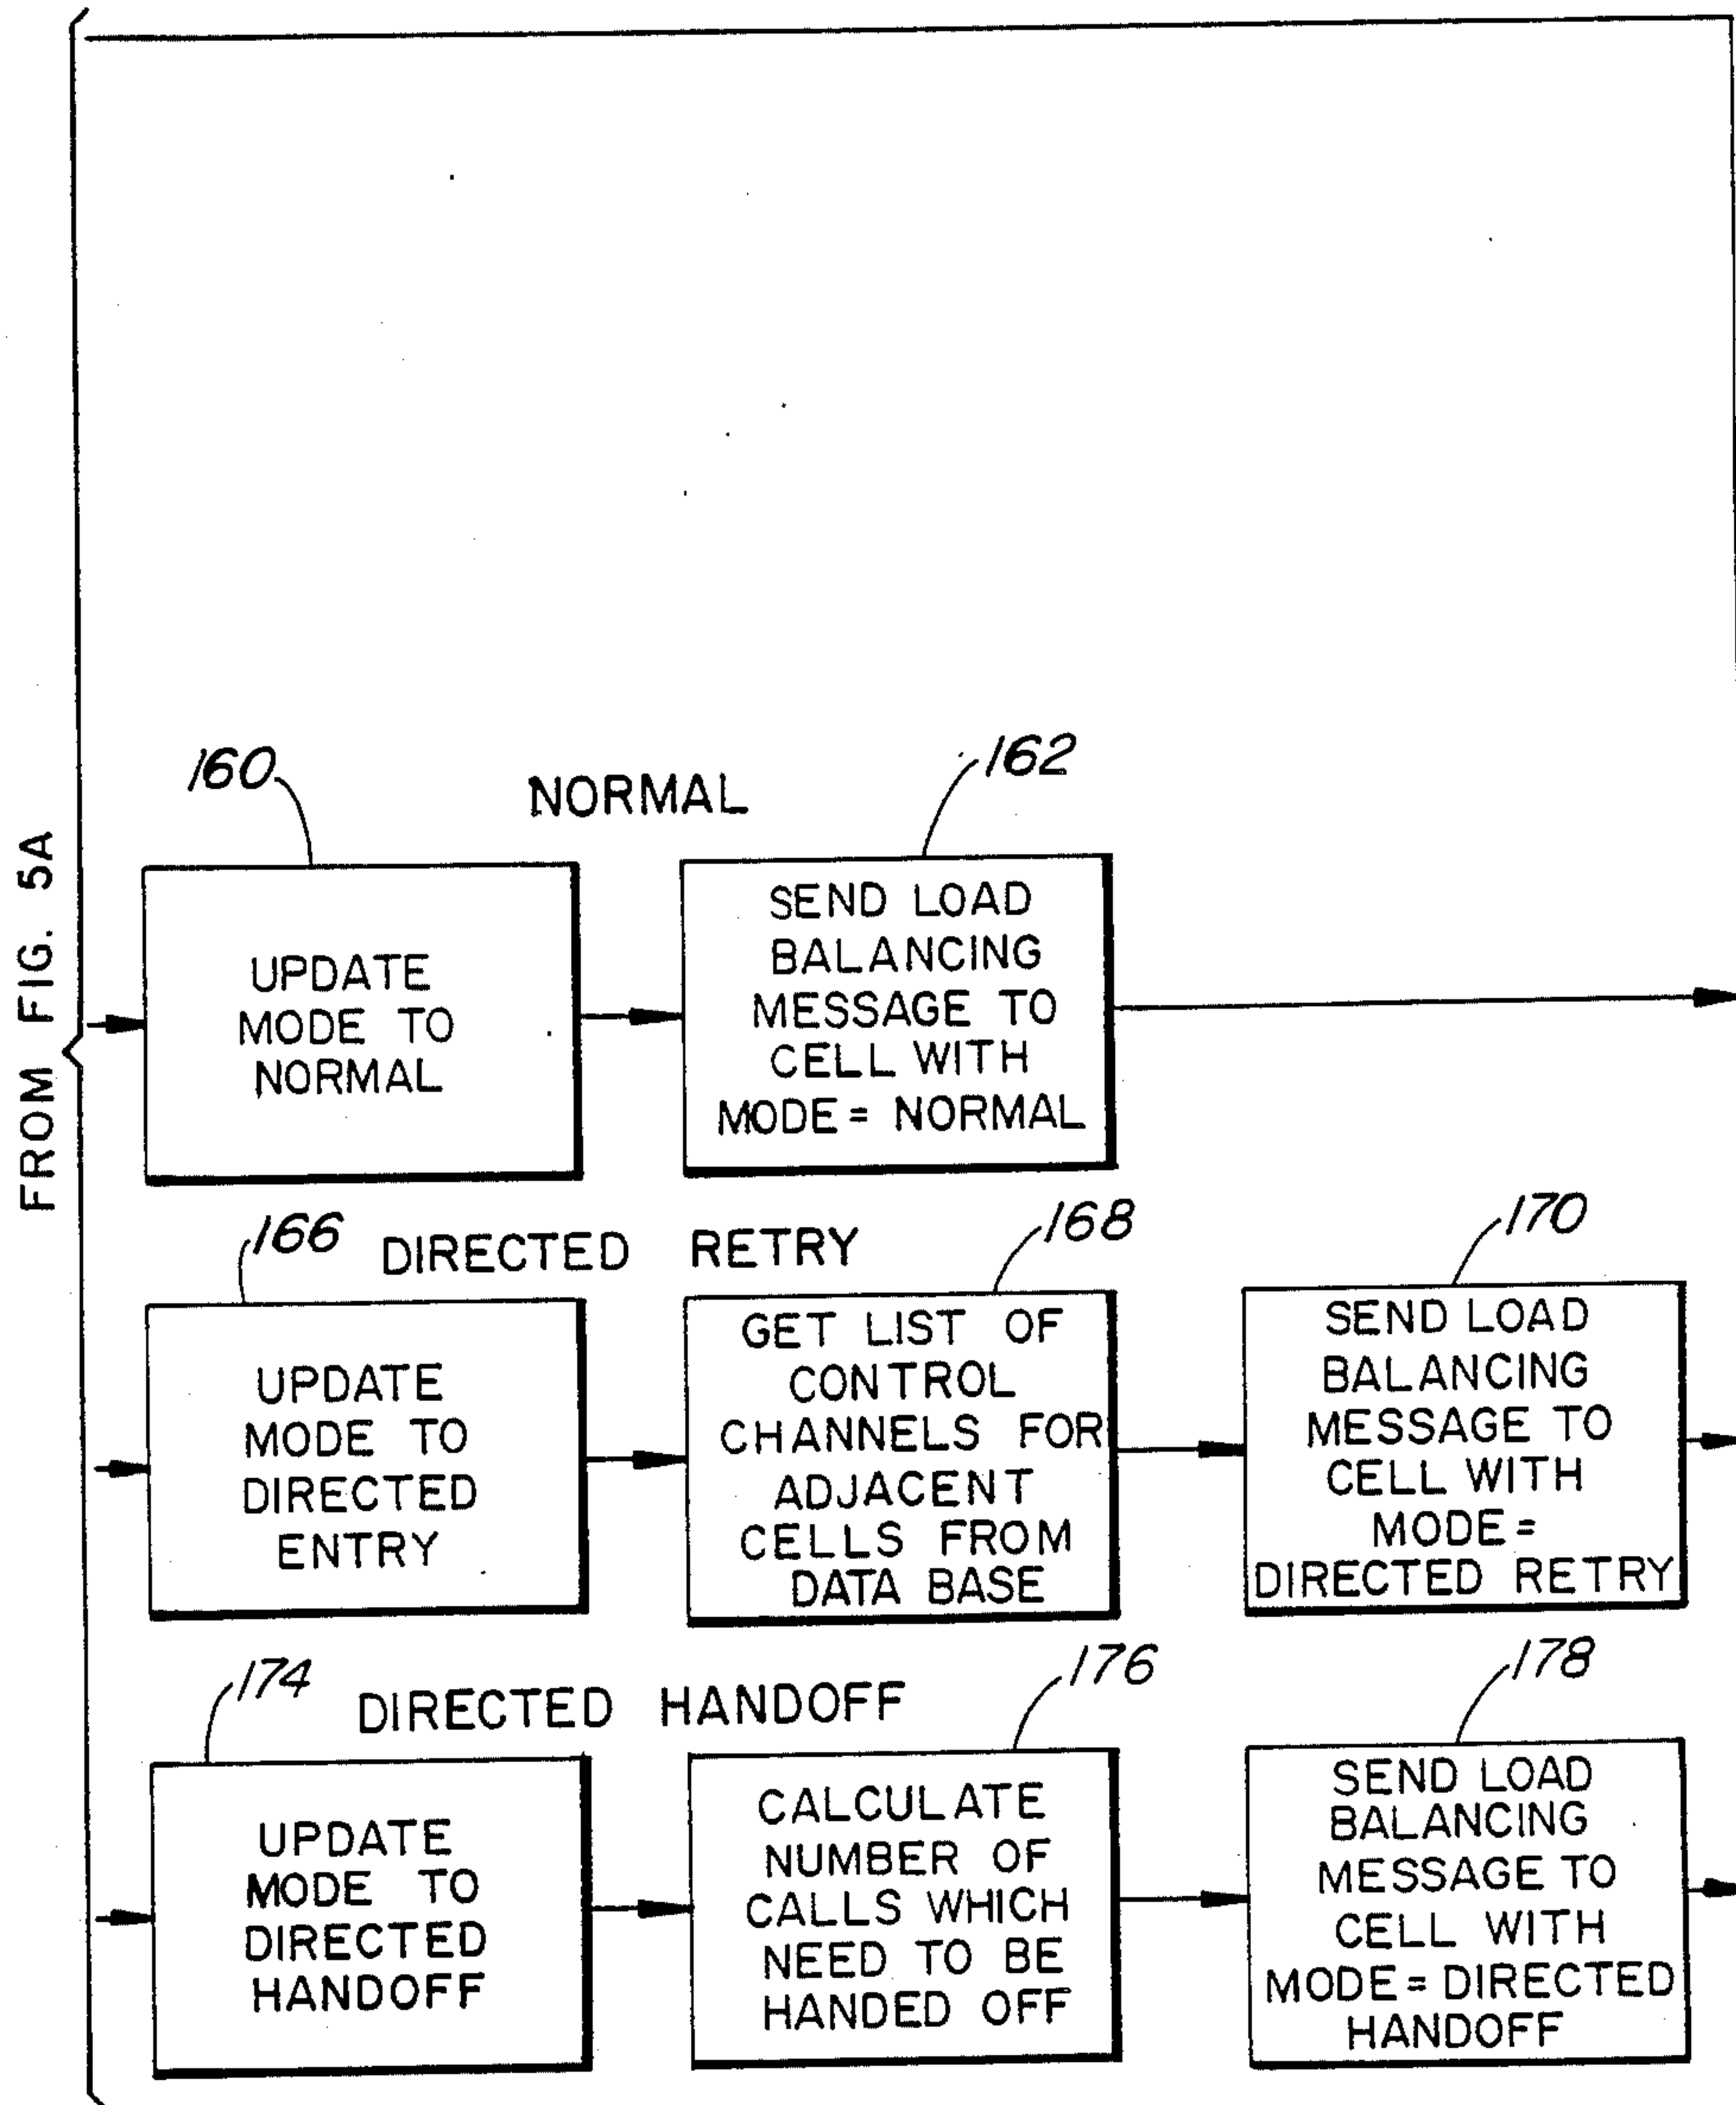 FROM FIG. 5A
160
NORMAL
162
UPDATE
MODE TO
NORMAL
SEND LOAD
BALANCING
MESSAGE TO
CELL WITH
MODE = NORMAL
166
DIRECTED RETRY
168
170
UPDATE
MODE TO
DIRECTED
ENTRY
GET LIST OF
CONTROL
CHANNELS FOR
ADJACENT
CELLS FROM
DATA BASE
SEND LOAD
BALANCING
MESSAGE TO
CELL WITH
MODE =
DIRECTED RETRY
174
DIRECTED HANDOFF
176
178
UPDATE
MODE TO
DIRECTED
HANDOFF
CALCULATE
NUMBER OF
CALLS WHICH
NEED TO BE
HANDED OFF
SEND LOAD
BALANCING
MESSAGE TO
CELL WITH
MODE = DIRECTED
HANDOFF